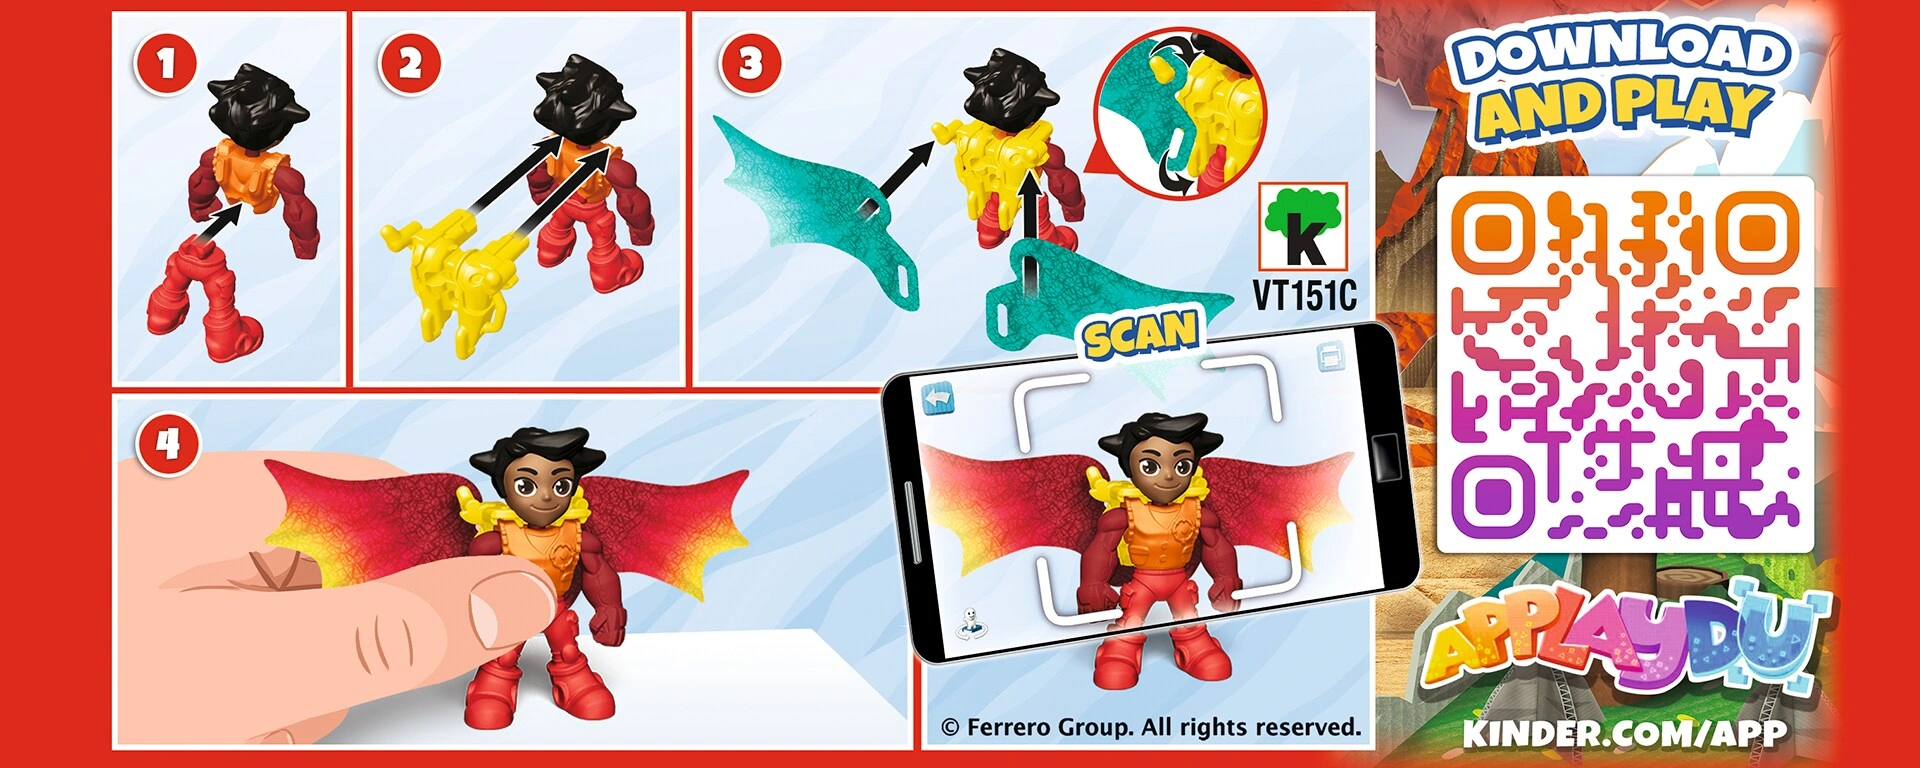 1
2
3
k
VT151C
4
SCAN
© Ferrero Group. All rights reserved.
DOWNLOAD
AND PLAY
APPLAYDU
KINDER.COM/APP